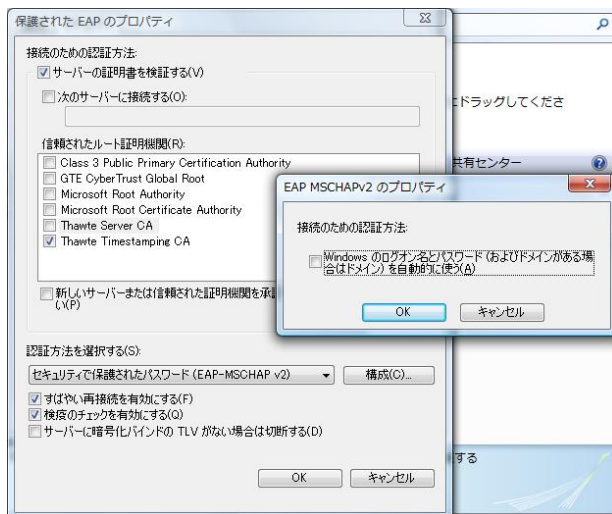 保護された EAP のプロパティ
接続のための認証方法:
サーバーの証明書を検証する(V)
次のサーバーに接続する(O):
信頼されたルート証明機関(R):
Class 3 Public Primary Certification Authority
GTE CyberTrust Global Root
Microsoft Root Authority
Microsoft Root Certificate Authority
Thawte Server CA
Thawte Timestamping CA
新しいサーバーまたは信頼された証明機関を承認
い(P)
認証方法を選択する(S):
セキュリティで保護されたパスワード (EAP-MSCHAP v2)
構成(C)...
すばやい再接続を有効にする(F)
検疫のチェックを有効にする(Q)
サーバーに暗号化バインドの TLV がない場合は切断する(D)
OK
キャンセル
EAP MSCHAPv2 のプロパティ
接続のための認証方法:
Windows のログオン名とパスワード (およびドメインがある場
合はドメイン) を自動的に使う(A)
OK
キャンセル
にドラッグしてくださ
共有センター
する